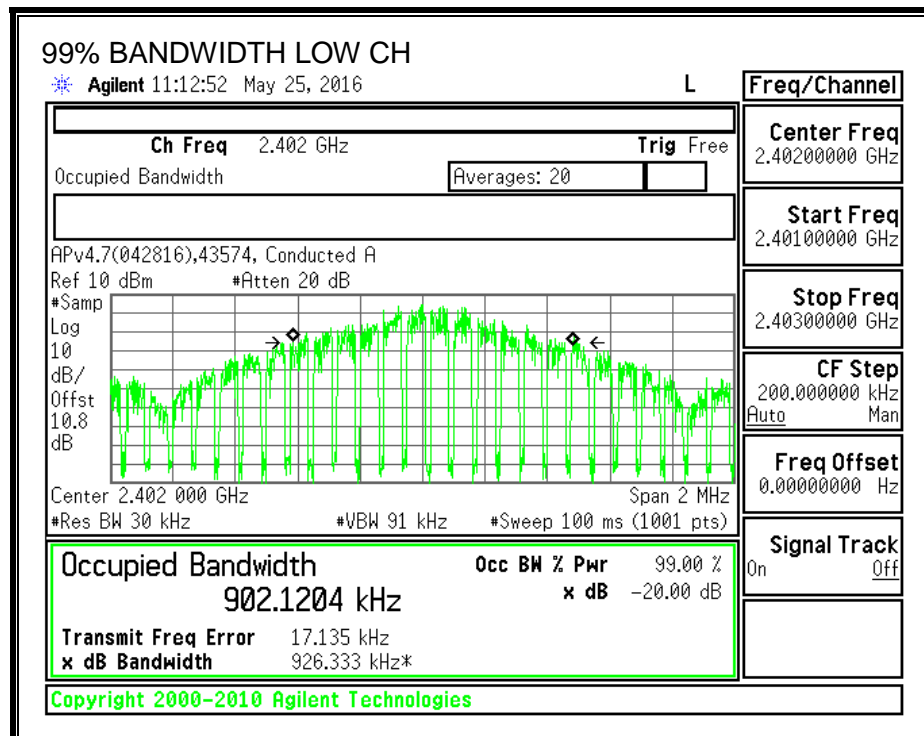 99% BANDWIDTH LOW CH
Agilent 11:12:52 May 25, 2016 L
Freq/Channel
Ch Freq 2.402 GHz Trig Free
Occupied Bandwidth Averages: 20
APv4.7(042816),43574, Conducted A
Ref 10 dBm #Atten 20 dB
#Samp
Log
10
dB/
Offst
10.8
dB
Center 2.402 000 GHz Span 2 MHz
#Res BW 30 kHz #VBW 91 kHz #Sweep 100 ms (1001 pts)
Occupied Bandwidth Occ BW % Pwr 99.00 %
902.1204 kHz x dB -20.00 dB
Transmit Freq Error 17.135 kHz
x dB Bandwidth 926.333 kHz*
Center Freq
2.40200000 GHz
Start Freq
2.40100000 GHz
Stop Freq
2.40300000 GHz
CF Step
200.000000 kHz
Auto Man
Freq Offset
0.00000000 Hz
Signal Track
On Off
Copyright 2000-2010 Agilent Technologies